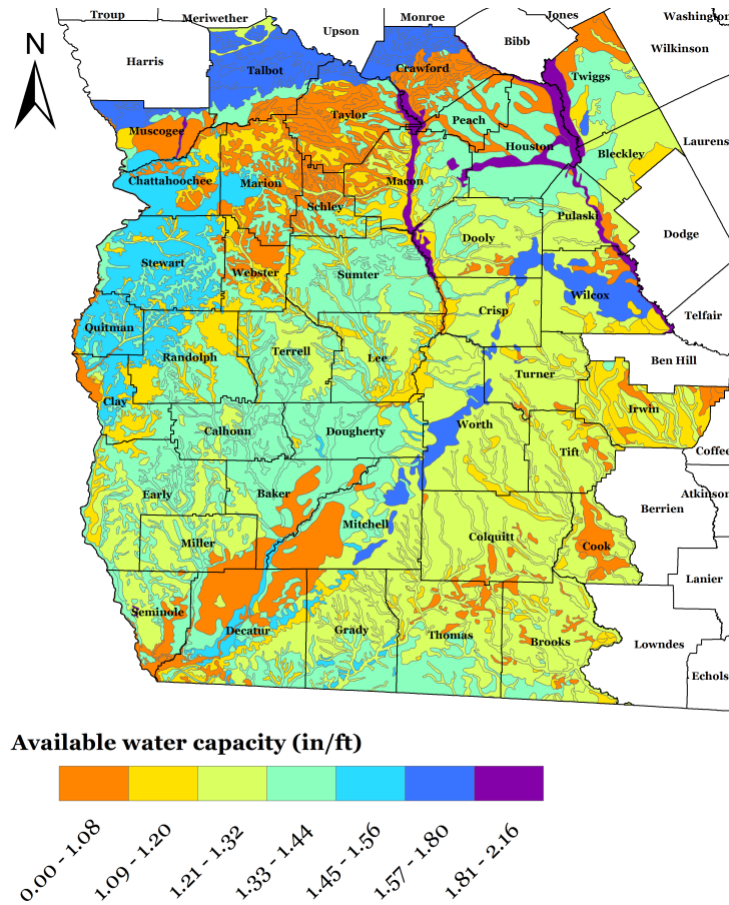 Troup
Meriwether
Upson
Monroe
Jones
Washington
N
Harris
Talbot
Crawford
Bibb
Wilkinson
Twiggs
Muscogee
Taylor
Peach
Houston
Laurens
Bleckley
Chattahoochee
Marion
Macon
Schley
Pulaski
Dooly
Dodge
Stewart
Webster
Sumter
Wilcox
Crisp
Telfair
Quitman
Randolph
Terrell
Lee
Ben Hill
Turner
Clay
Irwin
Calhoun
Dougherty
Worth
Tift
Coffee
Early
Baker
Mitchell
Berrien
Atkinson
Miller
Colquitt
Cook
Lanier
Seminole
Decatur
Grady
Thomas
Brooks
Lowndes
Echols
Available water capacity (in/ft)
0.00 - 1.08
1.09 - 1.20
1.21 - 1.32
1.33 - 1.44
1.45 - 1.56
1.57 - 1.80
1.81 - 2.16